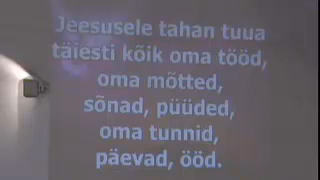 Jeesusele tahan tuua
täiesti kõik oma tööd,
oma mõtted,
sõnad, püüded,
oma tunnid,
päevad, ööd.